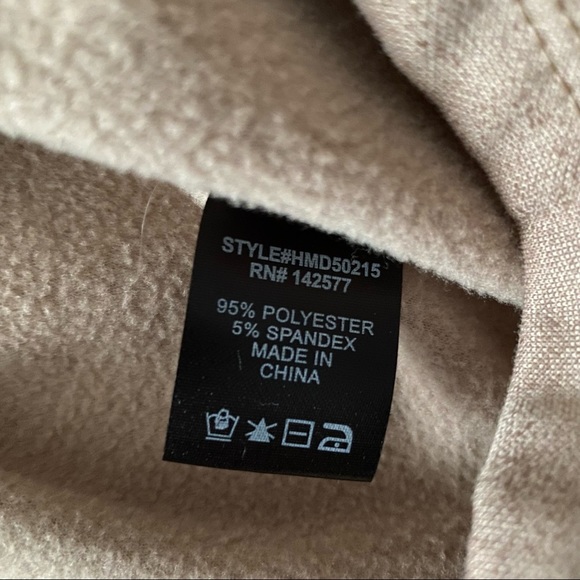 STYLE#HMD50215
RN# 142577
95% POLYESTER
5% SPANDEX
MADE IN
CHINA